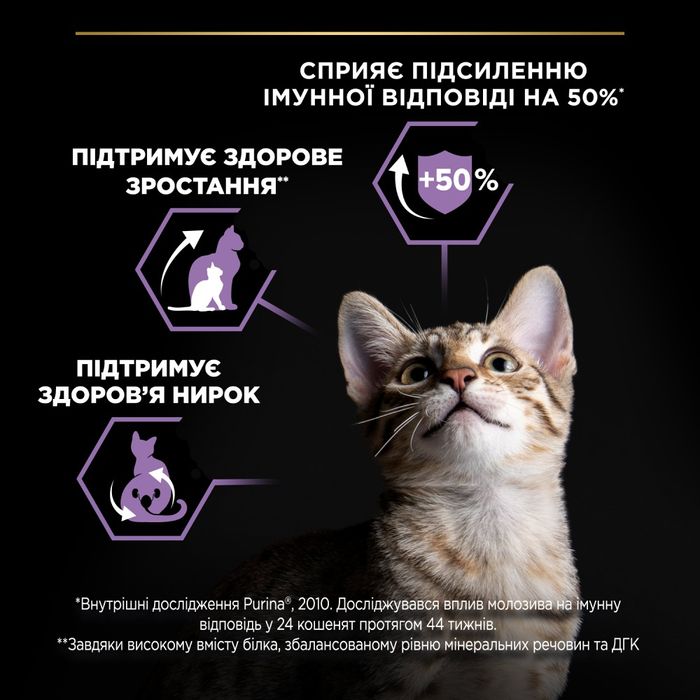 СПРИЯЄ ПІДСИЛЕННЮ
ІМУННОЇ ВІДПОВІДІ НА 50%*
+50%
ПІДТРИМУЄ ЗДОРОВЕ
ЗРОСТАННЯ**
ПІДТРИМУЄ
ЗДОРОВ'Я НИРОК
*Внутрішні дослідження Purina®, 2010. Досліджувався вплив молозива на імунну
відповідь у 24 кошенят протягом 44 тижнів.
**Завдяки високому вмісту білка, збалансованому рівню мінеральних речовин та ДГК